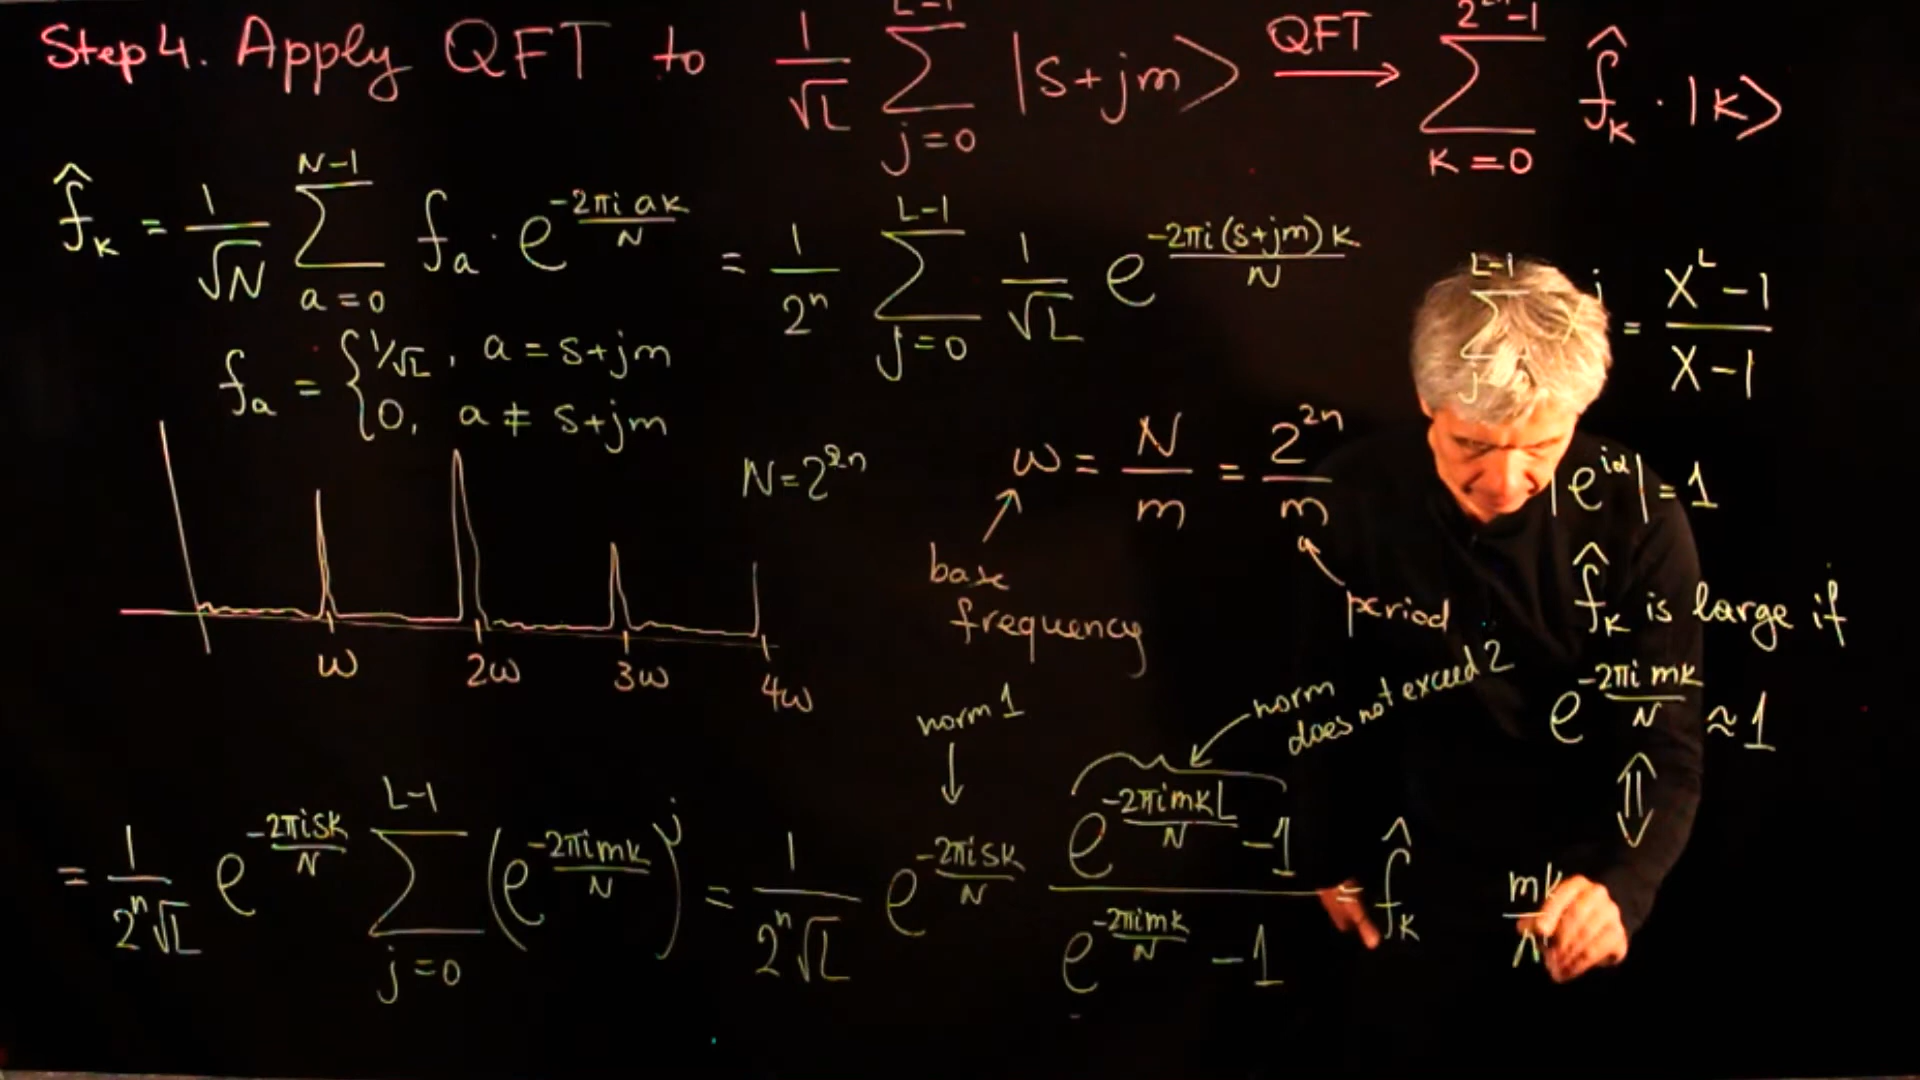 Step 4. Apply QFT to 1/√L ∑_{j=0}^{L-1} |s+jm⟩ —QFT→ ∑_{k=0}^{2^{2n}-1} f̂_k · |k⟩
f̂_k = 1/√N ∑_{a=0}^{N-1} f_a · e^{-2πi ak/N} = 1/2^n ∑_{j=0}^{L-1} 1/√L e^{-2πi(s+jm)k/N}
∑_{j=0}^{L-1} x^j = (x^L-1)/(x-1)
f_a = { 1/√L, a = s+jm
0, a ≠ s+jm
N=2^{2n}
ω = N/m = 2^{2n}/m
|e^{iα}| = 1
base frequency
period
f̂_k is large if
e^{-2πi mk/N} ≈ 1
⇕
mk/N
ω 2ω 3ω 4ω
norm 1
norm does not exceed 2
= 1/(2^n √L) e^{-2πisk/N} ∑_{j=0}^{L-1} (e^{-2πimk/N})^j = 1/(2^n √L) e^{-2πisk/N} (e^{-2πimkL/N} -1)/(e^{-2πimk/N} -1) = f̂_k